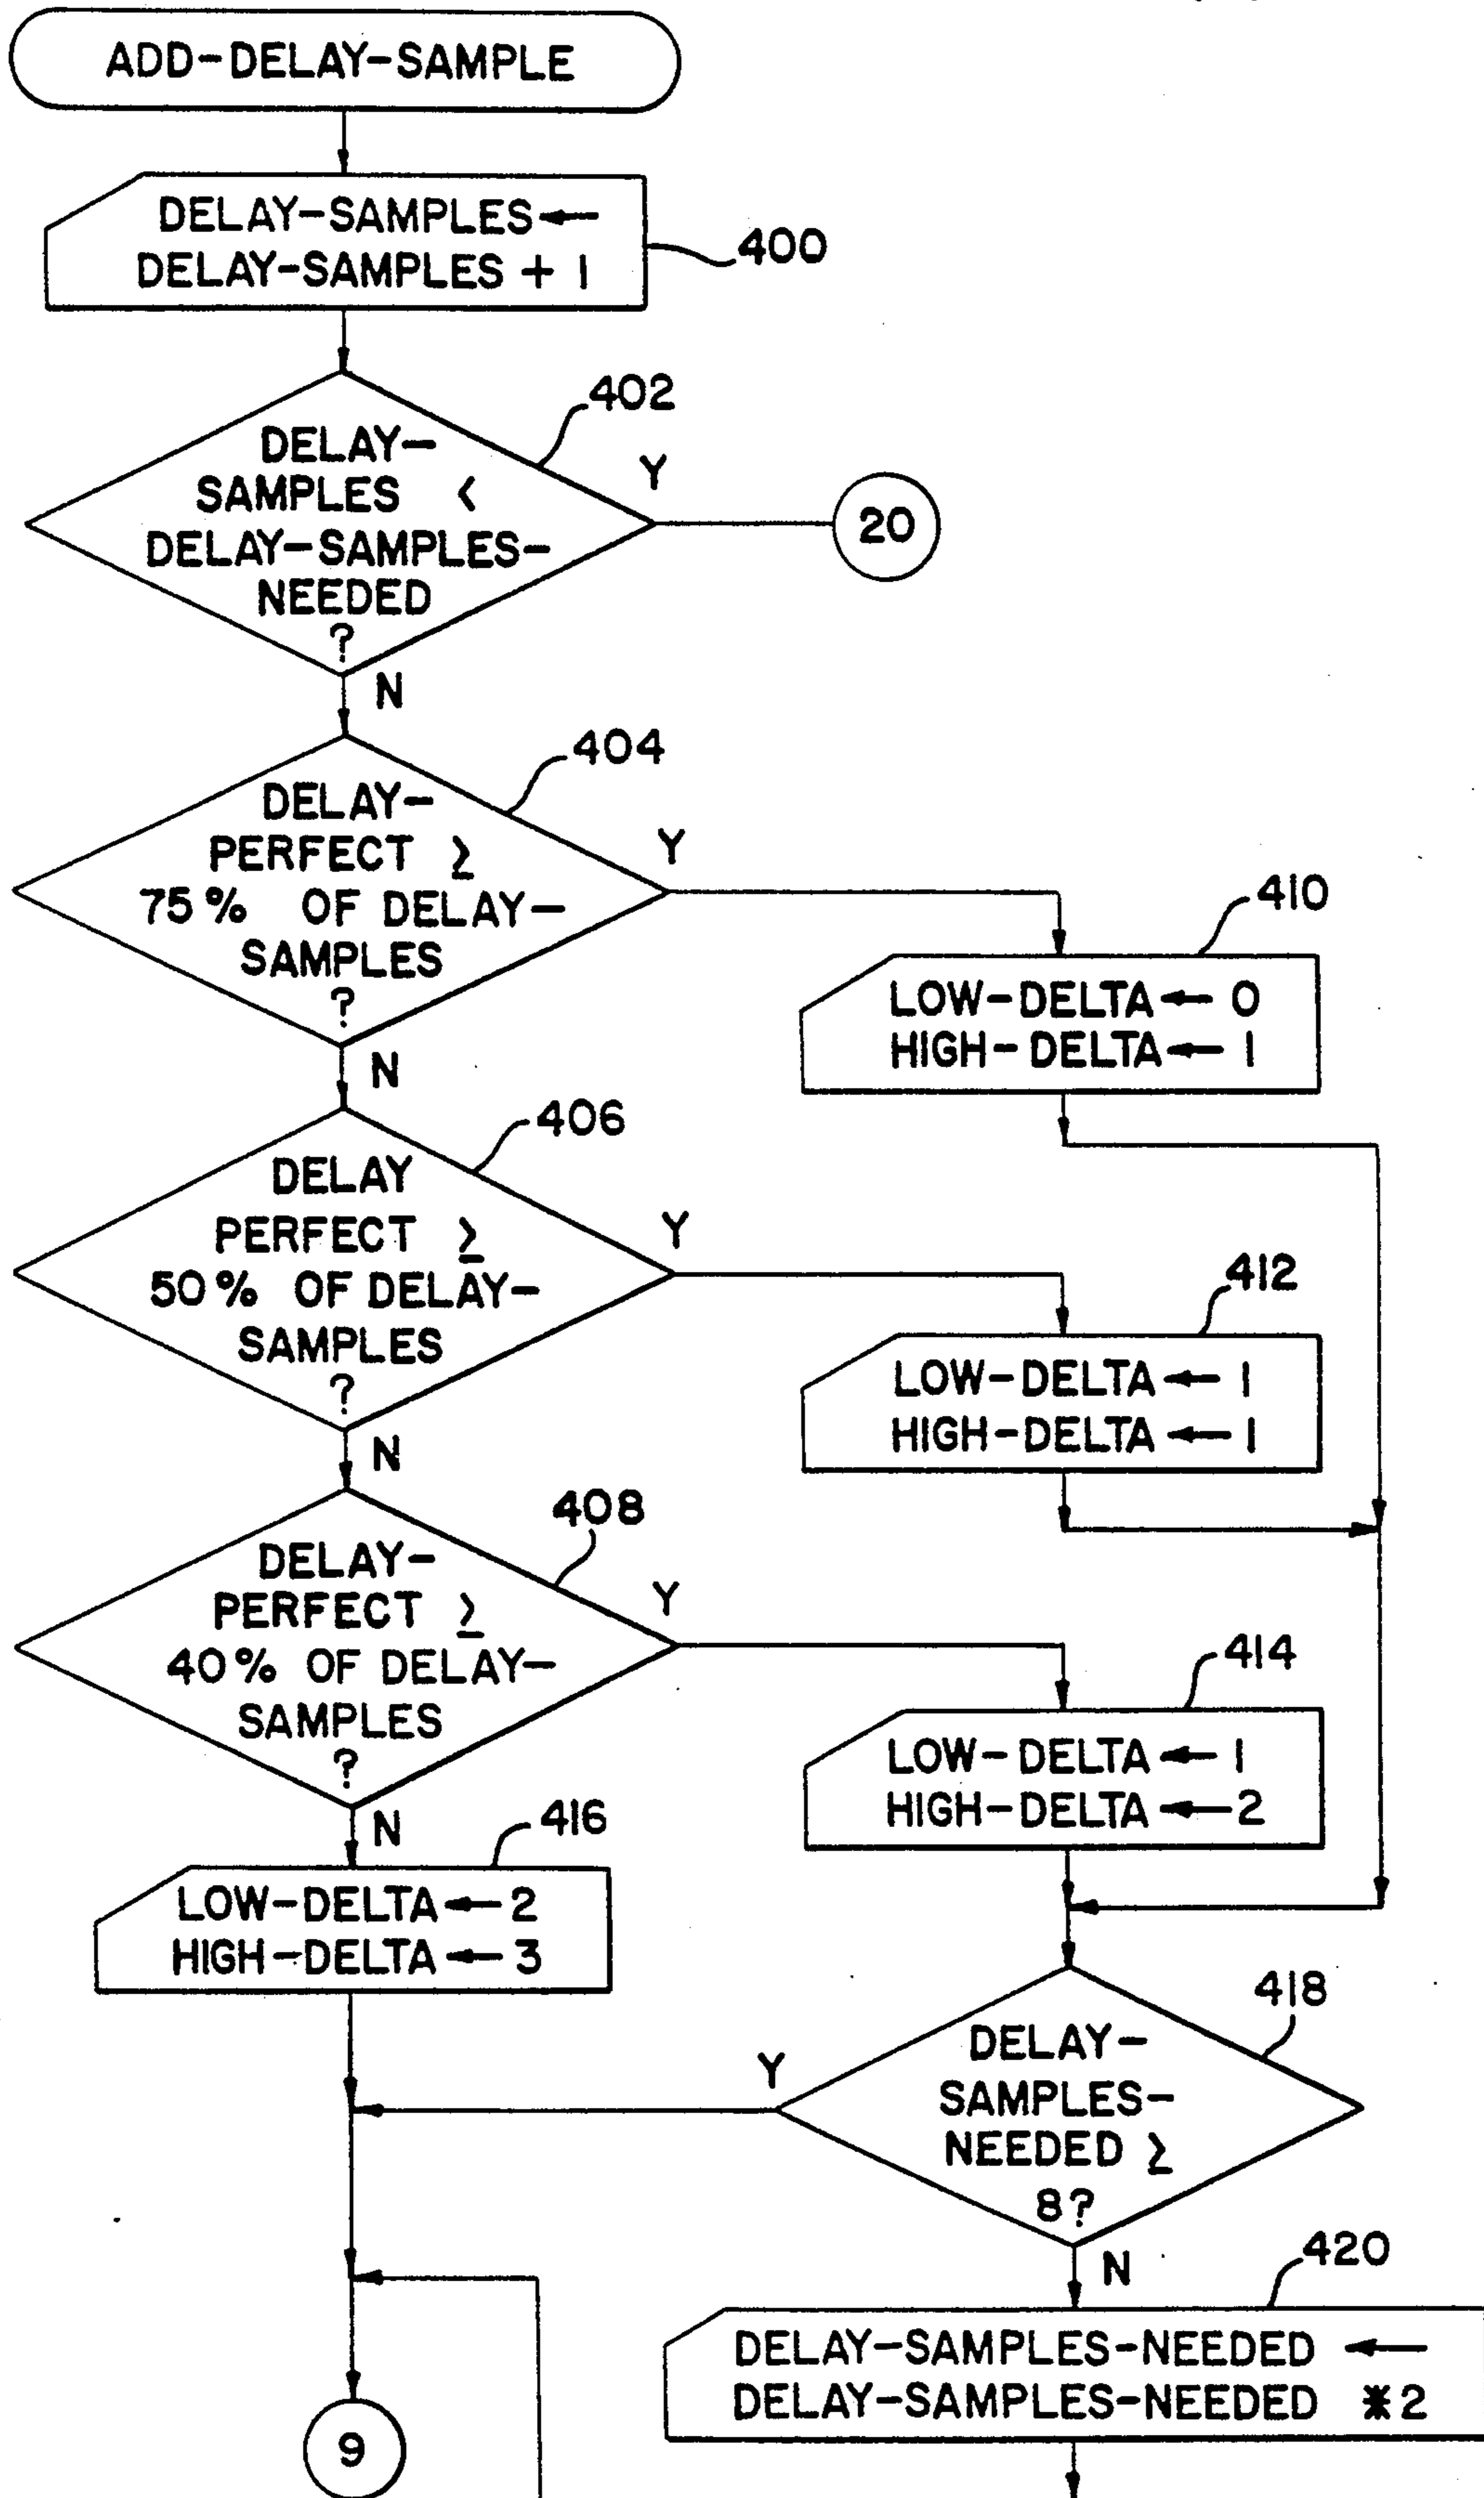 ADD-DELAY-SAMPLE
DELAY-SAMPLES←
DELAY-SAMPLES + 1
400
402
DELAY-
SAMPLES <
DELAY-SAMPLES-
NEEDED
?
Y
20
N
404
DELAY-
PERFECT ≥
75% OF DELAY-
SAMPLES
?
Y
N
410
LOW-DELTA← 0
HIGH-DELTA← 1
406
DELAY
PERFECT ≥
50% OF DELAY-
SAMPLES
?
Y
N
412
LOW-DELTA← 1
HIGH-DELTA← 1
408
DELAY-
PERFECT ≥
40% OF DELAY-
SAMPLES
?
Y
N
414
LOW-DELTA← 1
HIGH-DELTA←2
416
LOW-DELTA←2
HIGH-DELTA←3
418
DELAY-
SAMPLES-
NEEDED ≥
8?
Y
N
420
DELAY-SAMPLES-NEEDED ←
DELAY-SAMPLES-NEEDED *2
9